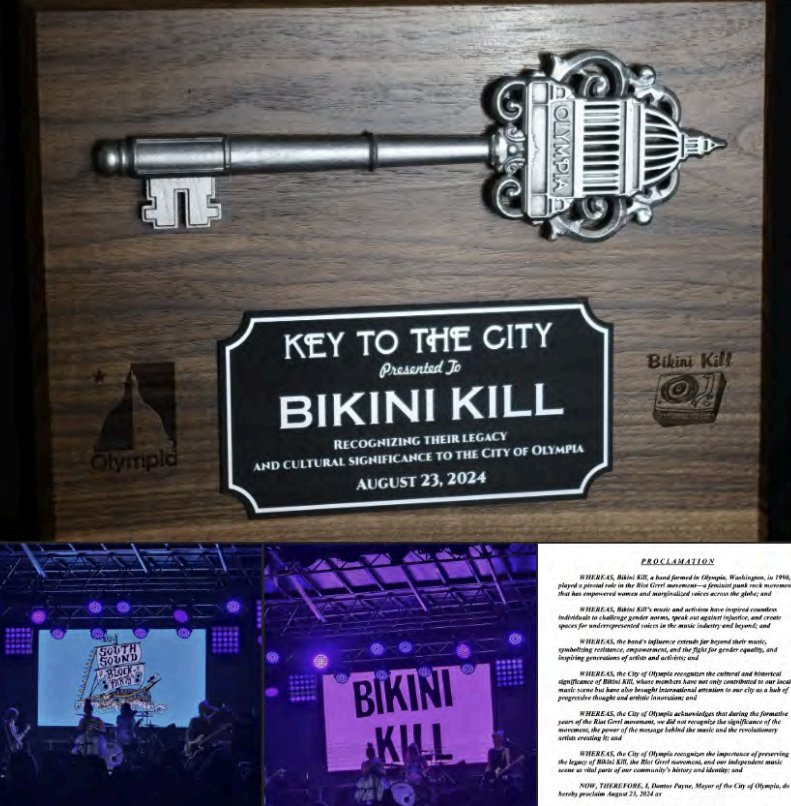 OLYMPIA
KEY TO THE CITY
Presented To
BIKINI KILL
RECOGNIZING THEIR LEGACY
AND CULTURAL SIGNIFICANCE TO THE CITY OF OLYMPIA
AUGUST 23, 2024
Olympia
Bikini Kill
SOUTH
SOUND
BLOCK
PARTY
BIKINI
KILL
PROCLAMATION
WHEREAS, Bikini Kill, a band formed in Olympia, Washington, in 1990,
played a pivotal role in the Riot Grrrl movement—a feminist punk rock movement
that has empowered women and marginalized voices across the globe; and
WHEREAS, Bikini Kill's music and activism have inspired countless
individuals to challenge gender norms, speak out against injustice, and create
spaces for underrepresented voices in the music industry and beyond; and
WHEREAS, the band's influence extends far beyond their music,
symbolizing resistance, empowerment, and the fight for gender equality, and
inspiring generations of artists and activists; and
WHEREAS, the City of Olympia recognizes the cultural and historical
significance of Bikini Kill, whose members have not only contributed to our local
music scene but have also brought international attention to our city as a hub of
progressive thought and artistic innovation; and
WHEREAS, the City of Olympia acknowledges that during the formative
years of the Riot Grrrl movement, we did not recognize the significance of the
movement, the power of the message behind the music and the revolutionary
artists creating it; and
WHEREAS, the City of Olympia recognizes the importance of preserving
the legacy of Bikini Kill, the Riot Grrrl movement, and our independent music
scene as vital parts of our community's history and identity; and
NOW, THEREFORE, I, Dontae Payne, Mayor of the City of Olympia, do
hereby proclaim August 23, 2024 as